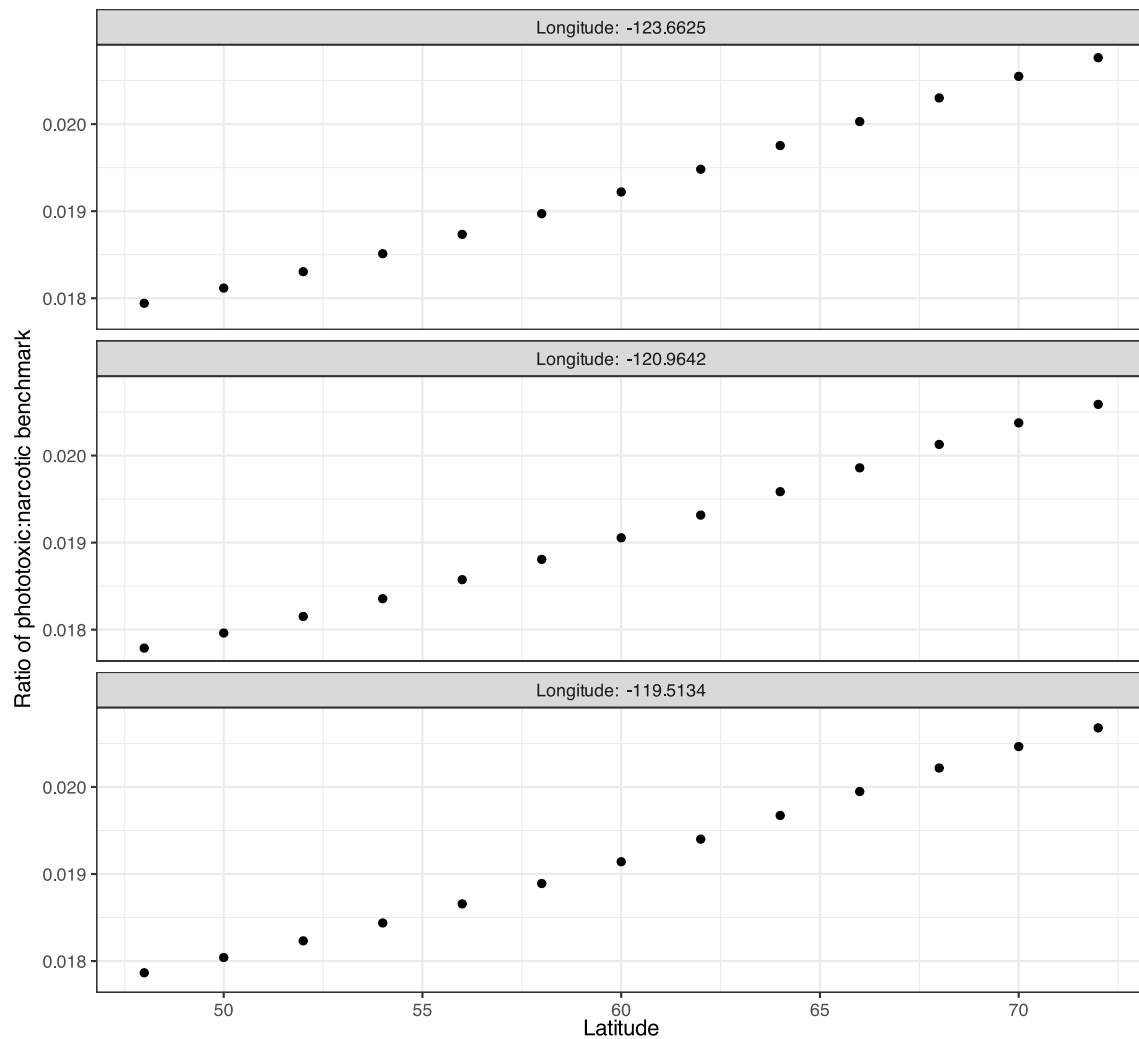 Longitude: -123.6625
0.020
0.019
0.018
Longitude: -120.9642
0.020
0.019
0.018
Longitude: -119.5134
0.020
0.019
0.018
50 55 60 65 70
Latitude
Ratio of phototoxic:narcotic benchmark